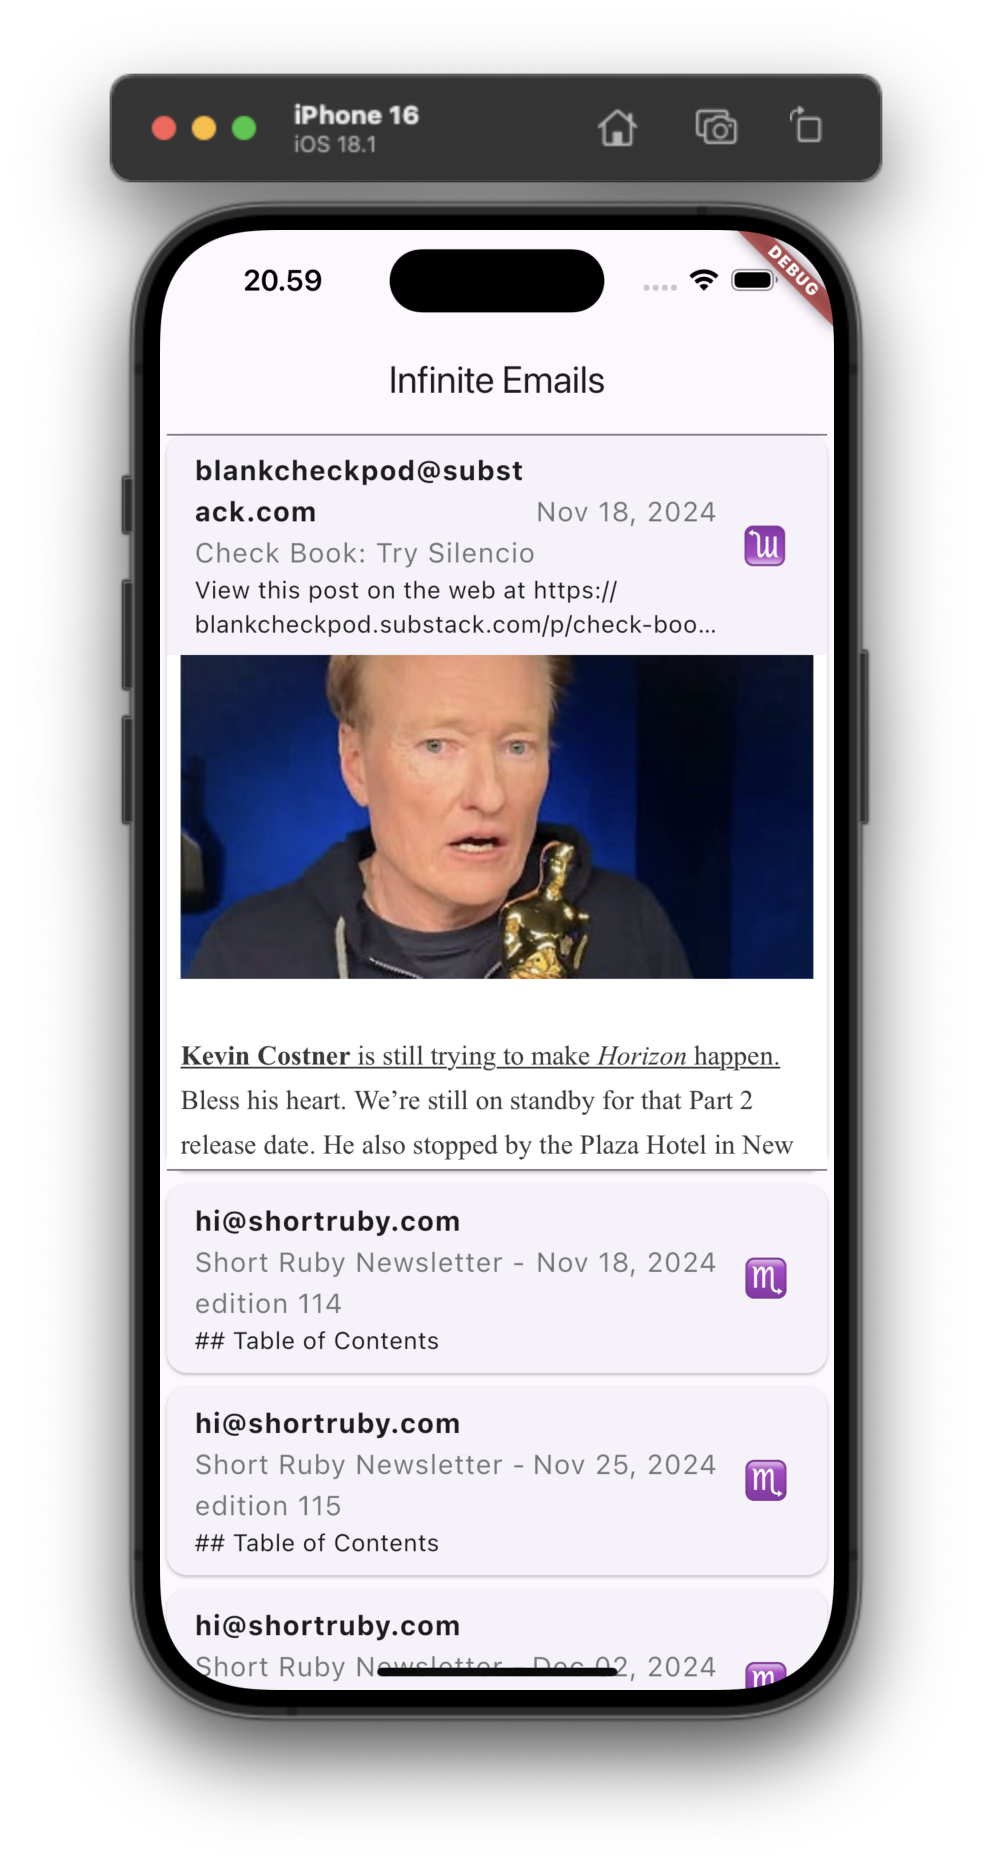 iPhone 16
iOS 18.1
20.59
DEBUG
Infinite Emails
blankcheckpod@subst
ack.com
Nov 18, 2024
Check Book: Try Silencio
View this post on the web at https://
blankcheckpod.substack.com/p/check-boo…
Kevin Costner is still trying to make Horizon happen.
Bless his heart. We’re still on standby for that Part 2
release date. He also stopped by the Plaza Hotel in New
hi@shortruby.com
Short Ruby Newsletter - Nov 18, 2024
edition 114
## Table of Contents
hi@shortruby.com
Short Ruby Newsletter - Nov 25, 2024
edition 115
## Table of Contents
hi@shortruby.com
Short Ruby Newsletter - Dec 02, 2024